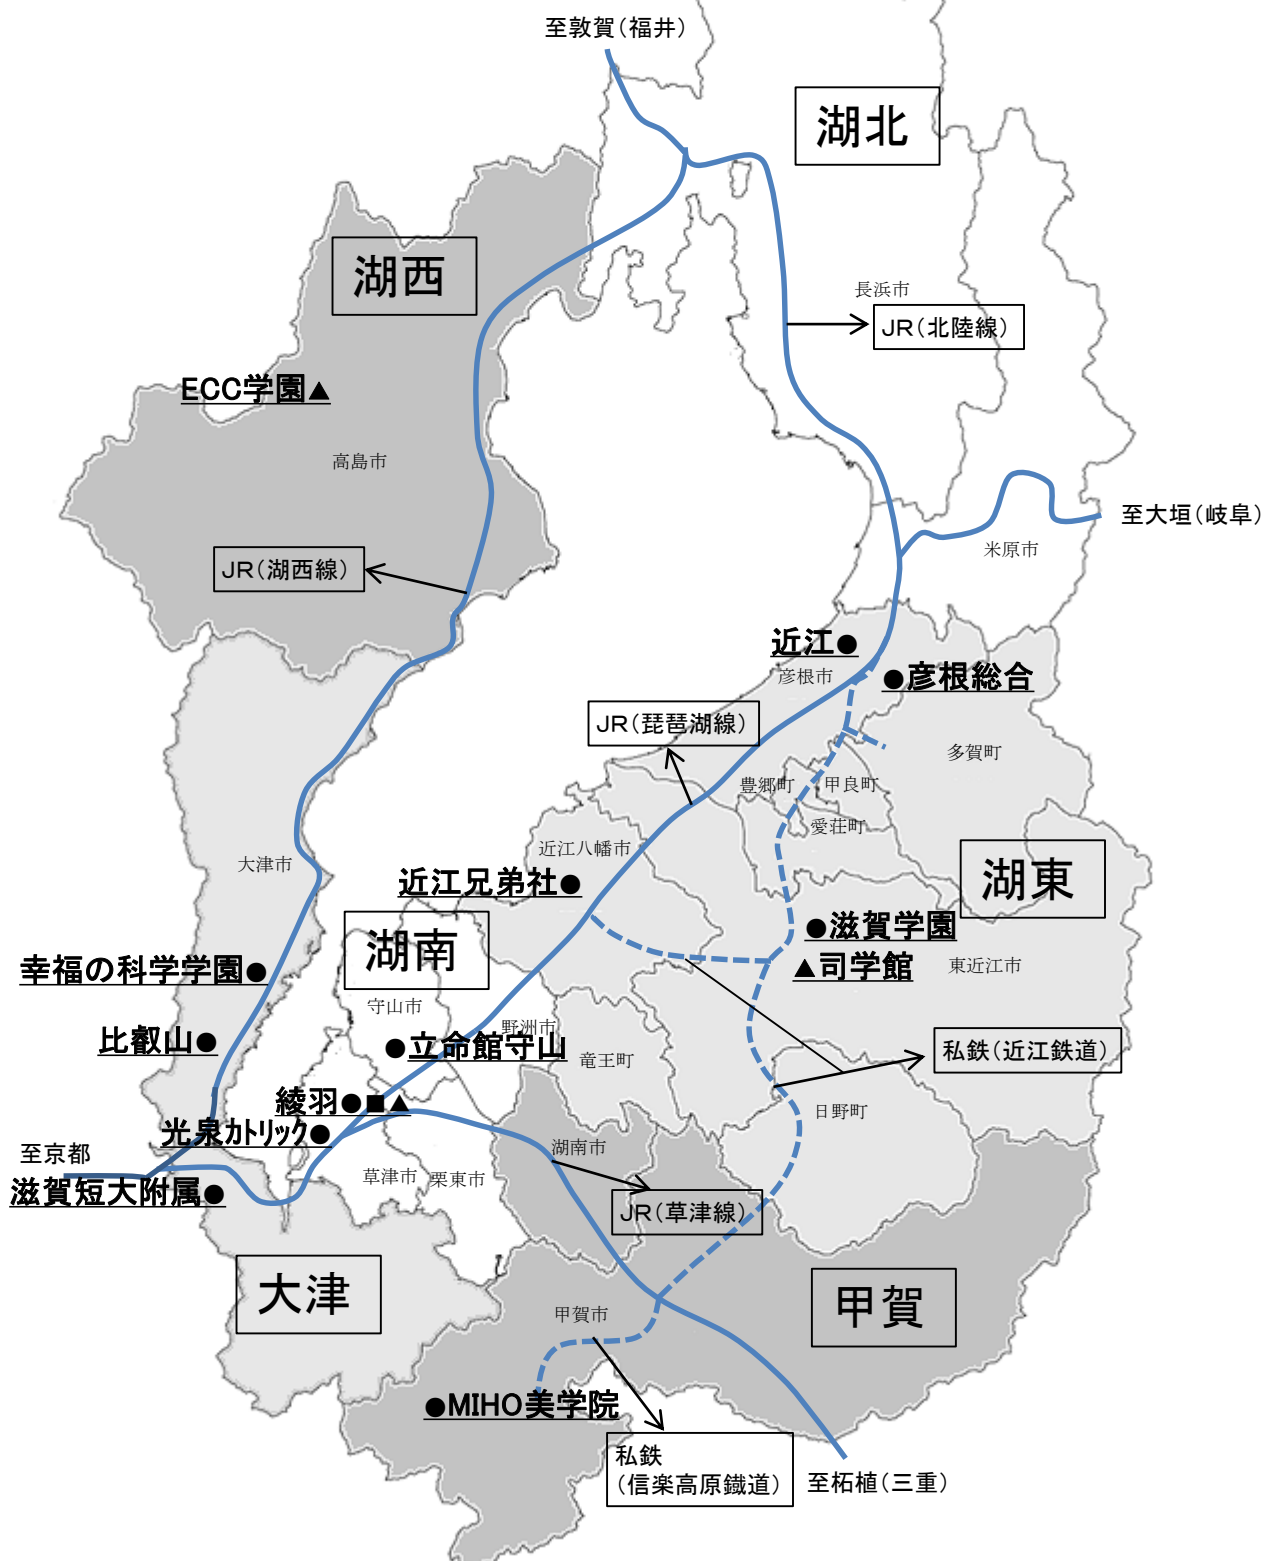 至敦賀(福井)
湖北
湖西
長浜市
JR(北陸線)
ECC学園▲
高島市
至大垣(岐阜)
米原市
JR(湖西線)
近江●
彦根市
●彦根総合
JR(琵琶湖線)
多賀町
豊郷町
甲良町
愛荘町
近江八幡市
大津市
湖東
近江兄弟社●
湖南
●滋賀学園
幸福の科学学園●
▲司学館
東近江市
守山市
野洲市
比叡山●
●立命館守山
竜王町
私鉄(近江鉄道)
綾羽●■▲
日野町
光泉カトリック●
至京都
湖南市
草津市
栗東市
滋賀短大附属●
JR(草津線)
大津
甲賀
甲賀市
●MIHO美学院
私鉄
(信楽高原鐵道)
至柘植(三重)